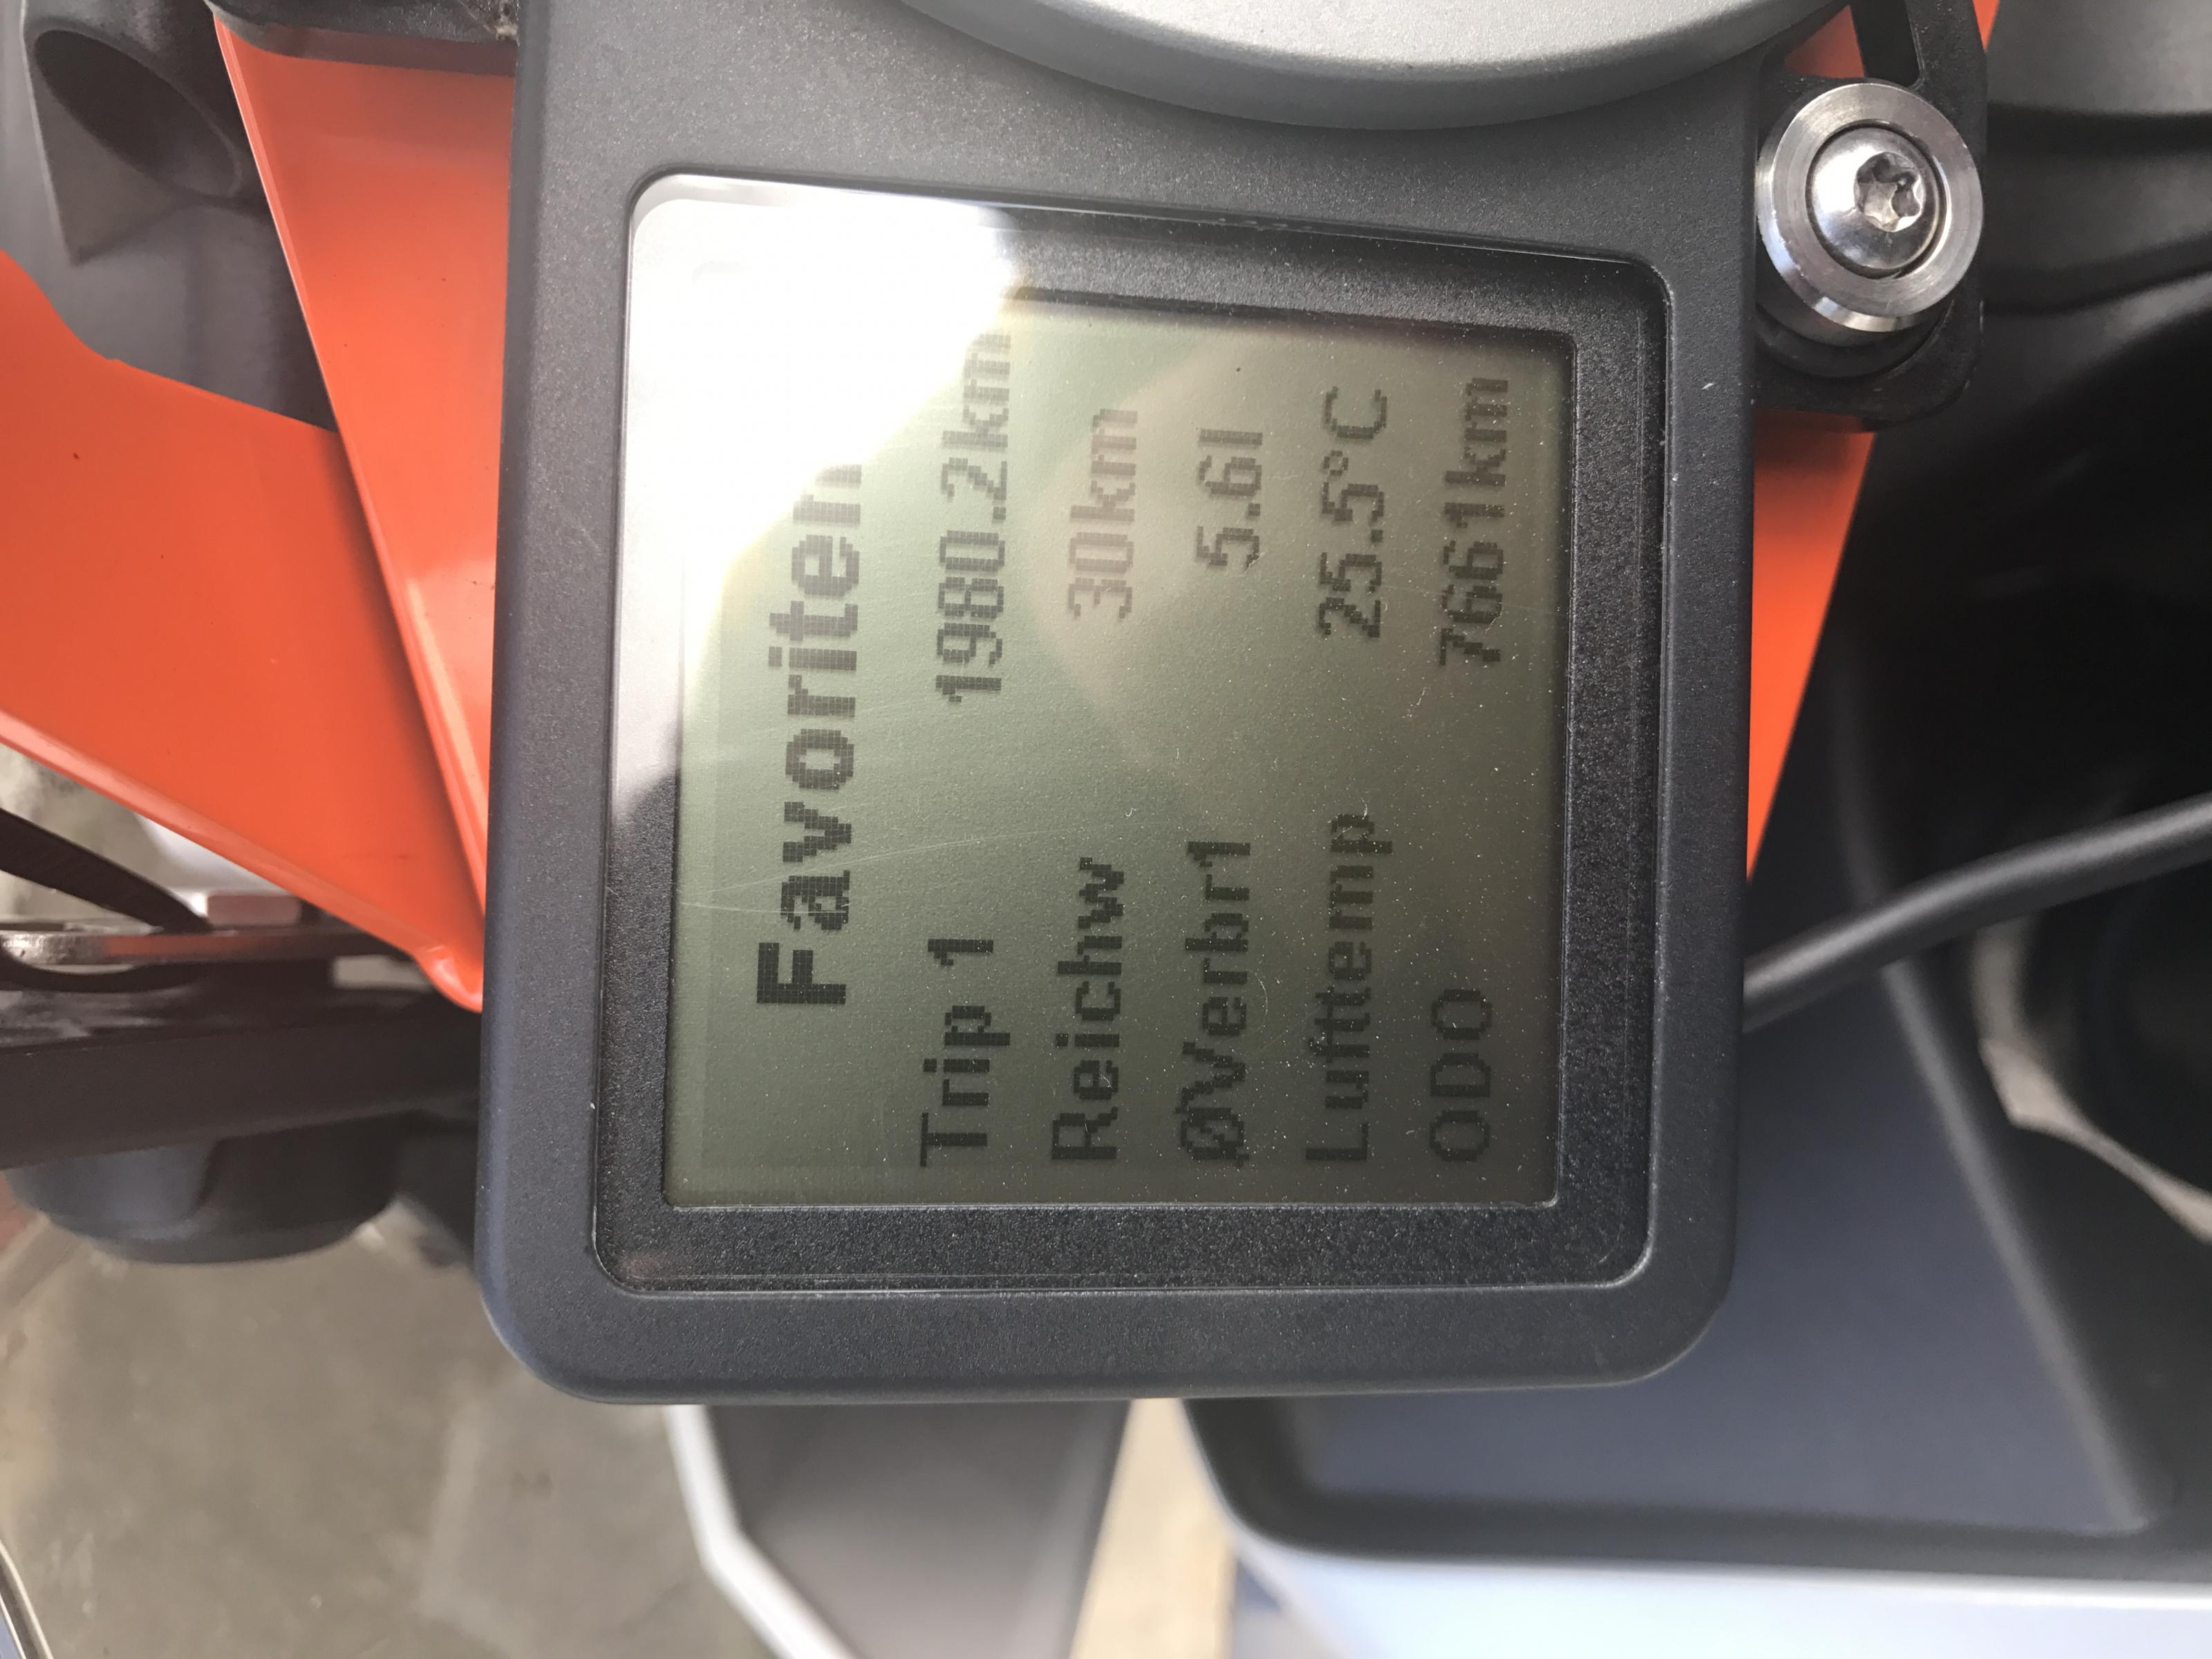 Favoriten
Trip 1 1980.2km
Reichw 30km
ØVerbr1 5.6l
Lufttemp 25.5°C
ODO 7661km